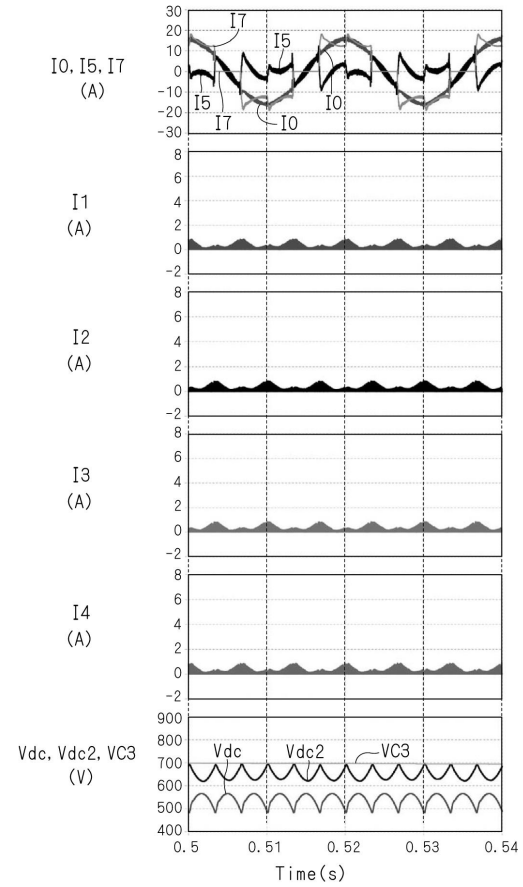 30
20
10
0
-10
-20
-30
I0, I5, I7
(A)
I7
I5
I5
I7
I0
I0
8
6
4
2
0
-2
I1
(A)
8
6
4
2
0
-2
I2
(A)
8
6
4
2
0
-2
I3
(A)
8
6
4
2
0
-2
I4
(A)
900
800
700
600
500
400
Vdc, Vdc2, VC3
(V)
Vdc
Vdc2
VC3
0.5 0.51 0.52 0.53 0.54
Time(s)